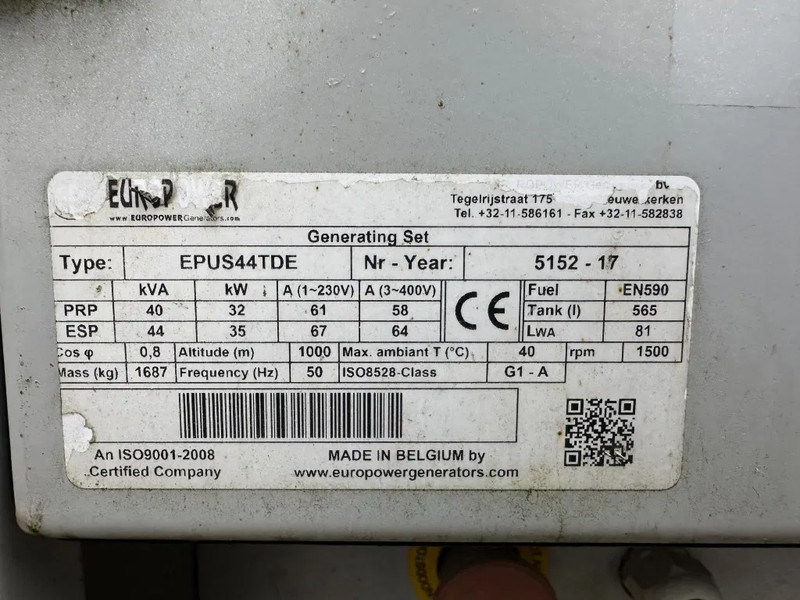 EUROPOWER
www.EUROPOWERGenerators.com
bv
Tegelrijstraat 175
Tel. +32-11-586161 - Fax +32-11-582838
Generating Set
Type: EPUS44TDE Nr - Year: 5152 - 17
kVA kW A (1~230V) A (3~400V) CE Fuel EN590
PRP 40 32 61 58 Tank (l) 565
ESP 44 35 67 64 LWA 81
Cos φ 0,8 Altitude (m) 1000 Max. ambiant T (°C) 40 rpm 1500
Mass (kg) 1687 Frequency (Hz) 50 ISO8528-Class G1 - A
An ISO9001-2008 MADE IN BELGIUM by
Certified Company www.europowergenerators.com